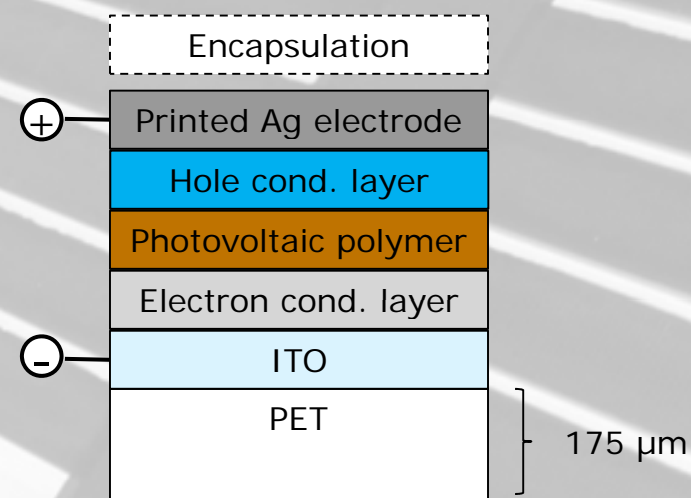 Encapsulation
+
Printed Ag electrode
Hole cond. layer
Photovoltaic polymer
Electron cond. layer
-
ITO
PET
175 µm